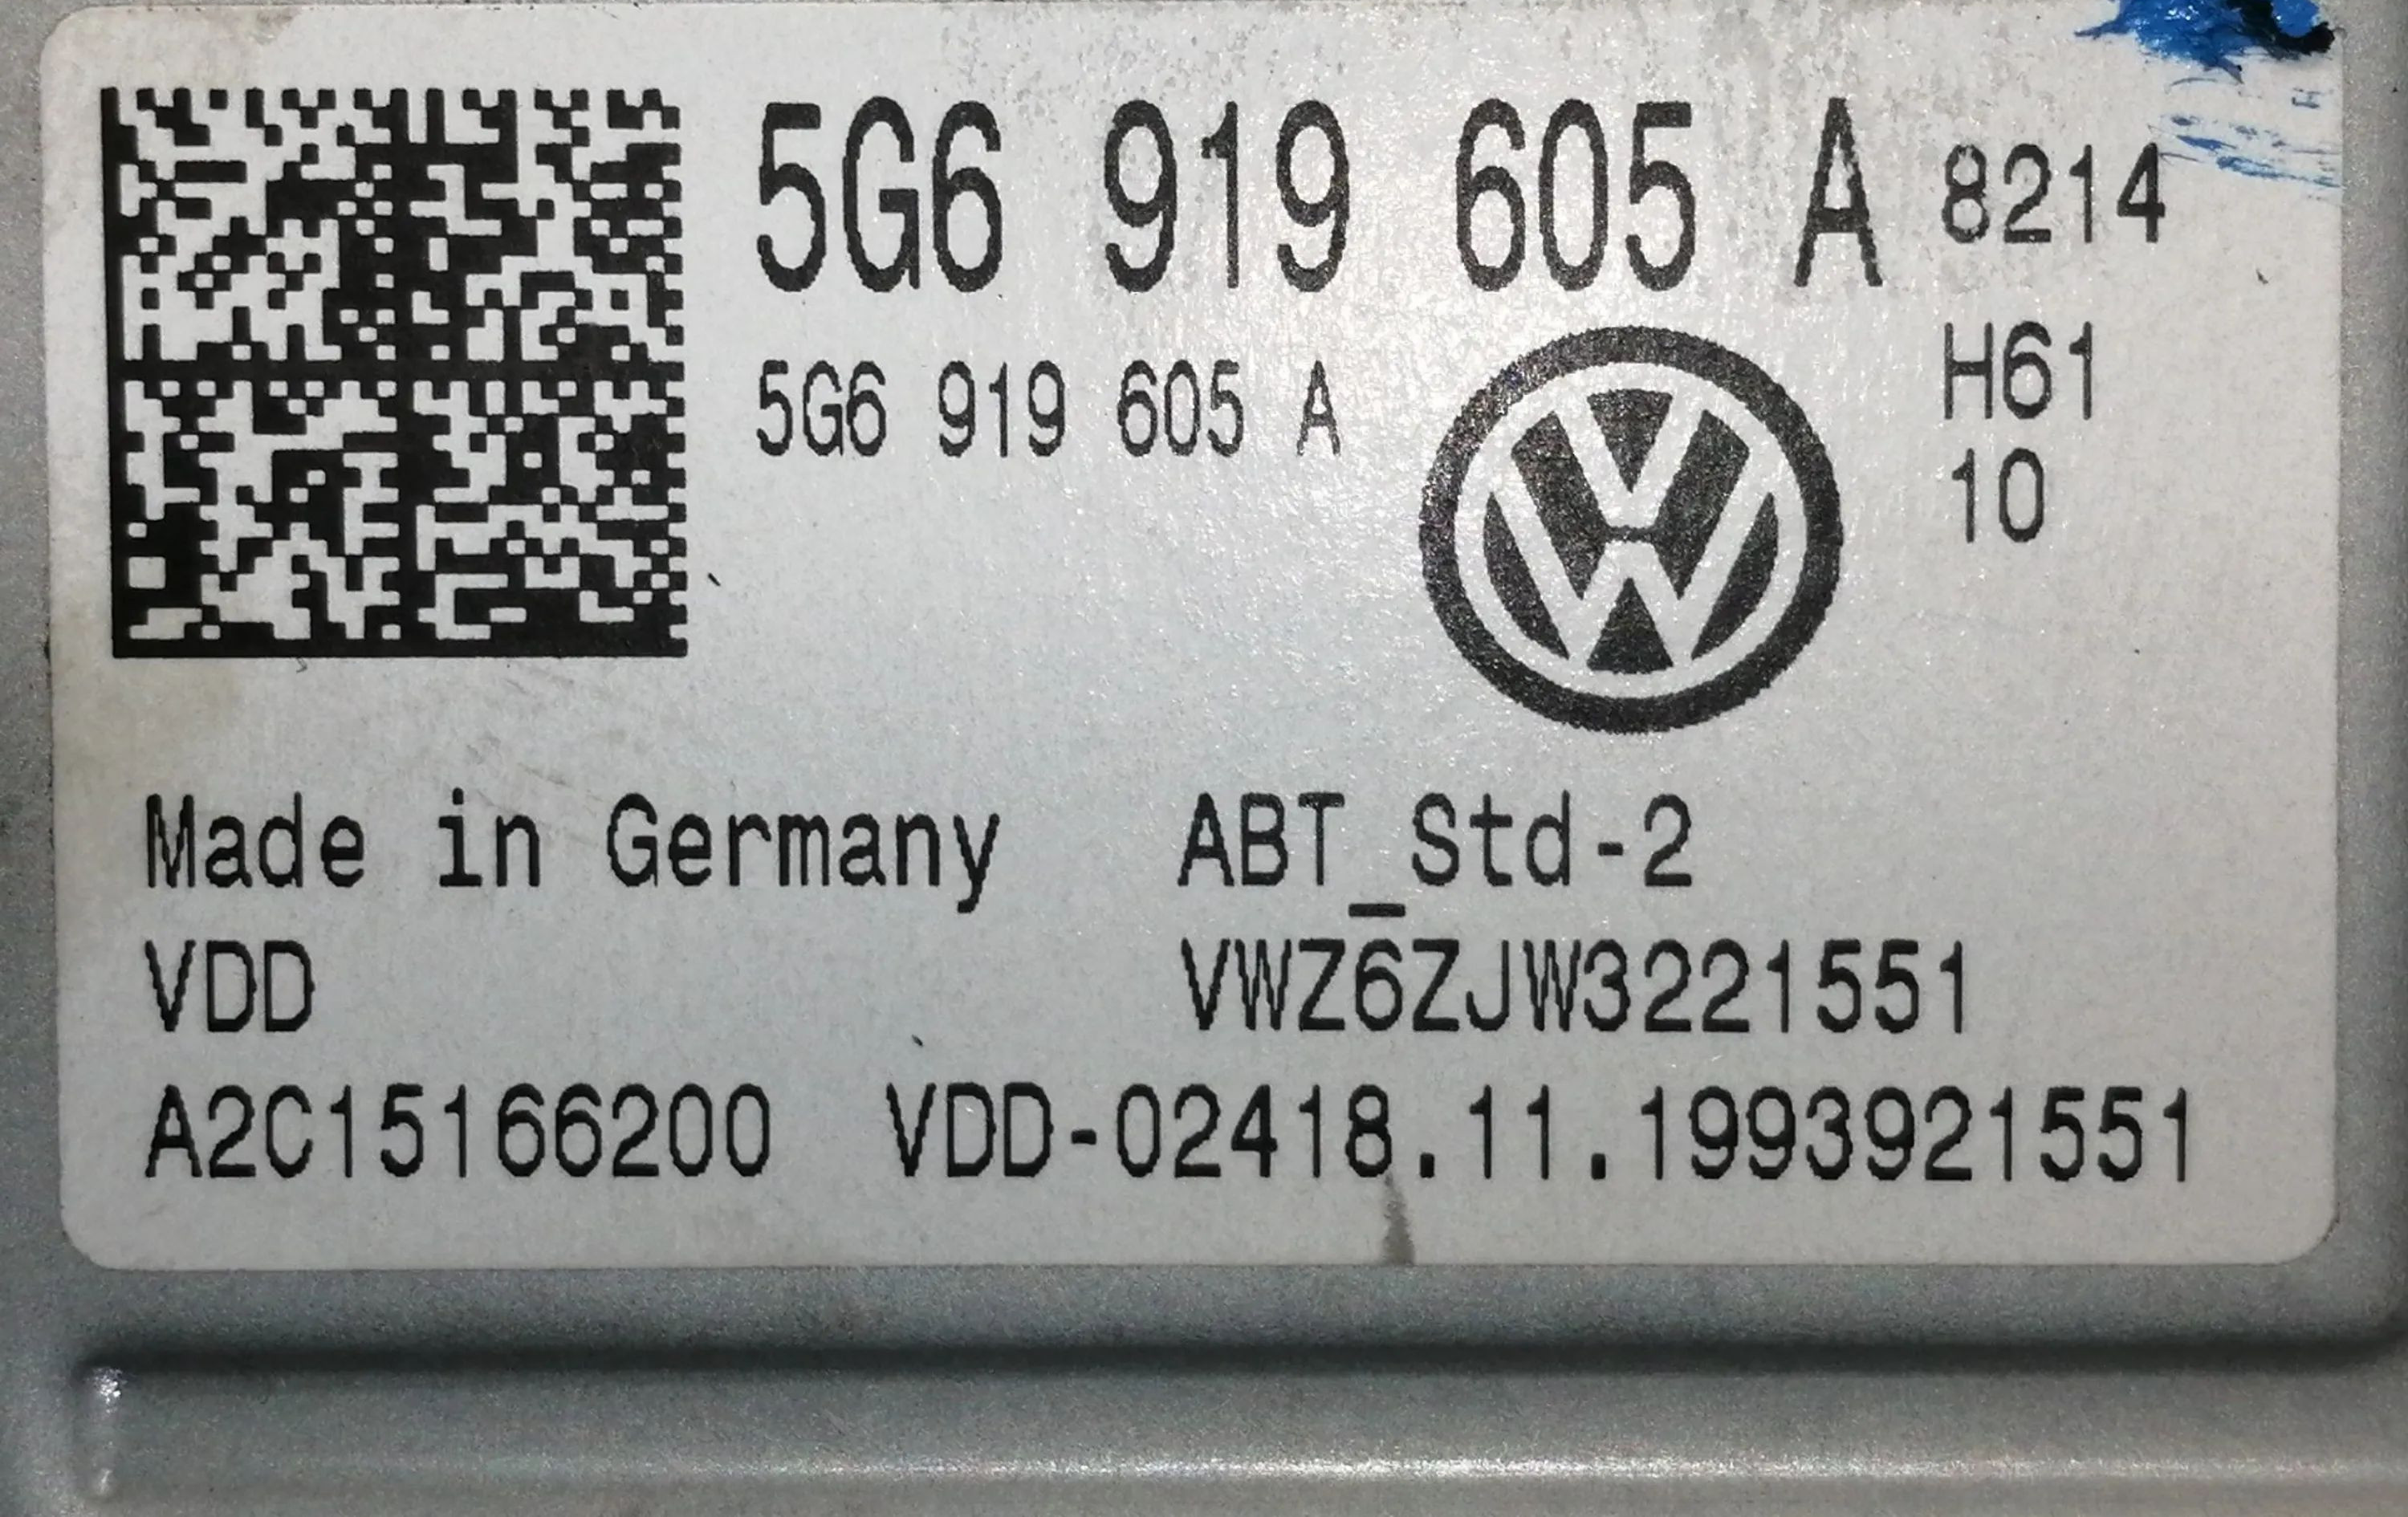 5G6 919 605 A 8214
5G6 919 605 A
H61
10
Made in Germany ABT_Std-2
VDD VWZ6ZJW3221551
A2C15166200 VDD-02418.11.1993921551